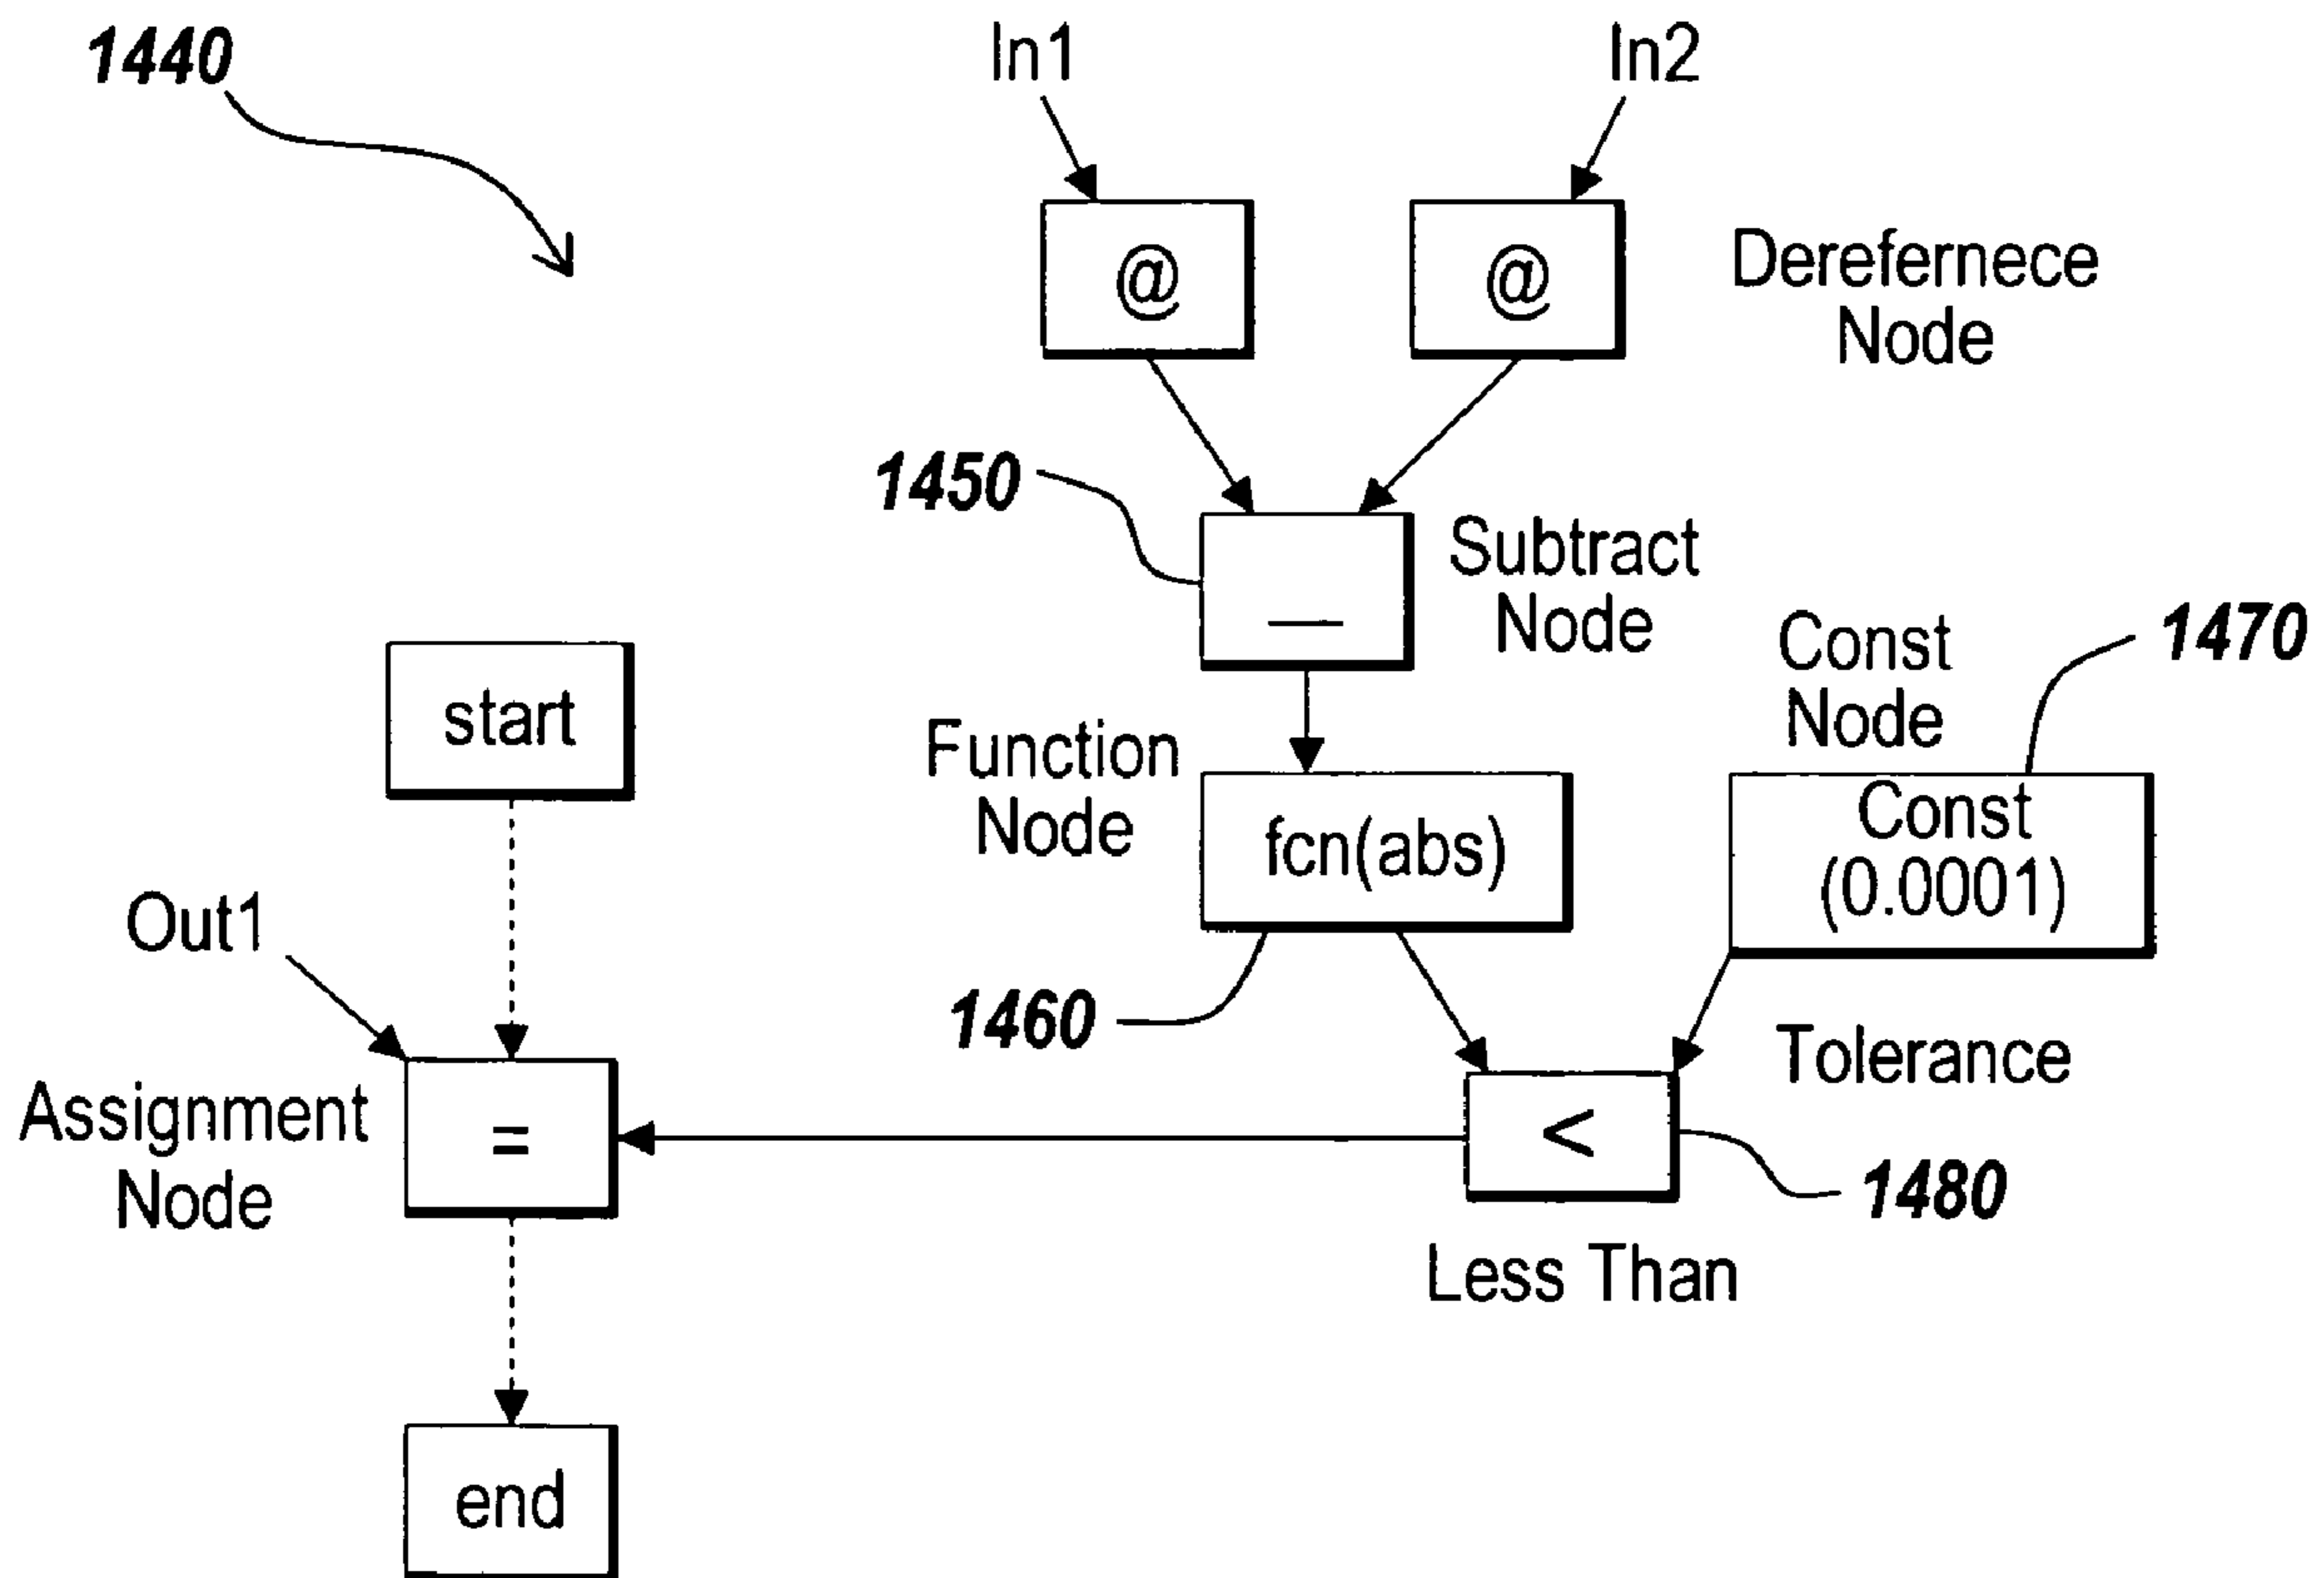 1440
In1
In2
@
@
Derefernece
Node
1450
Subtract
Node
—
Const
Node
1470
start
Function
Node
fcn(abs)
Const
(0.0001)
Out1
1460
Tolerance
Assignment
Node
=
<
1480
Less Than
end